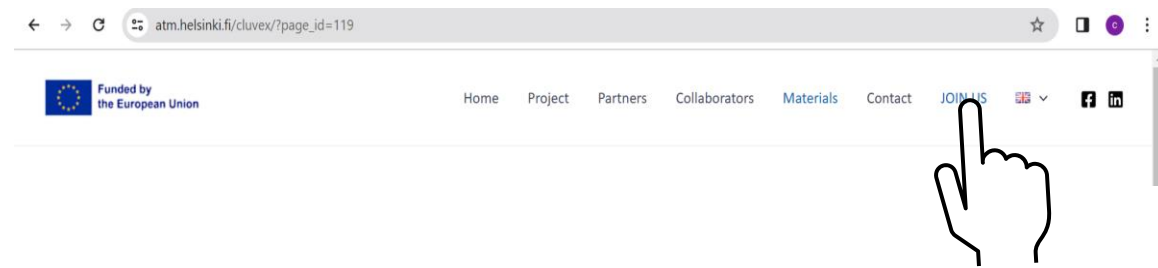 atm.helsinki.fi/cluvex/?page_id=119
C
Funded by
the European Union
Home Project Partners Collaborators Materials Contact JOIN US
f in